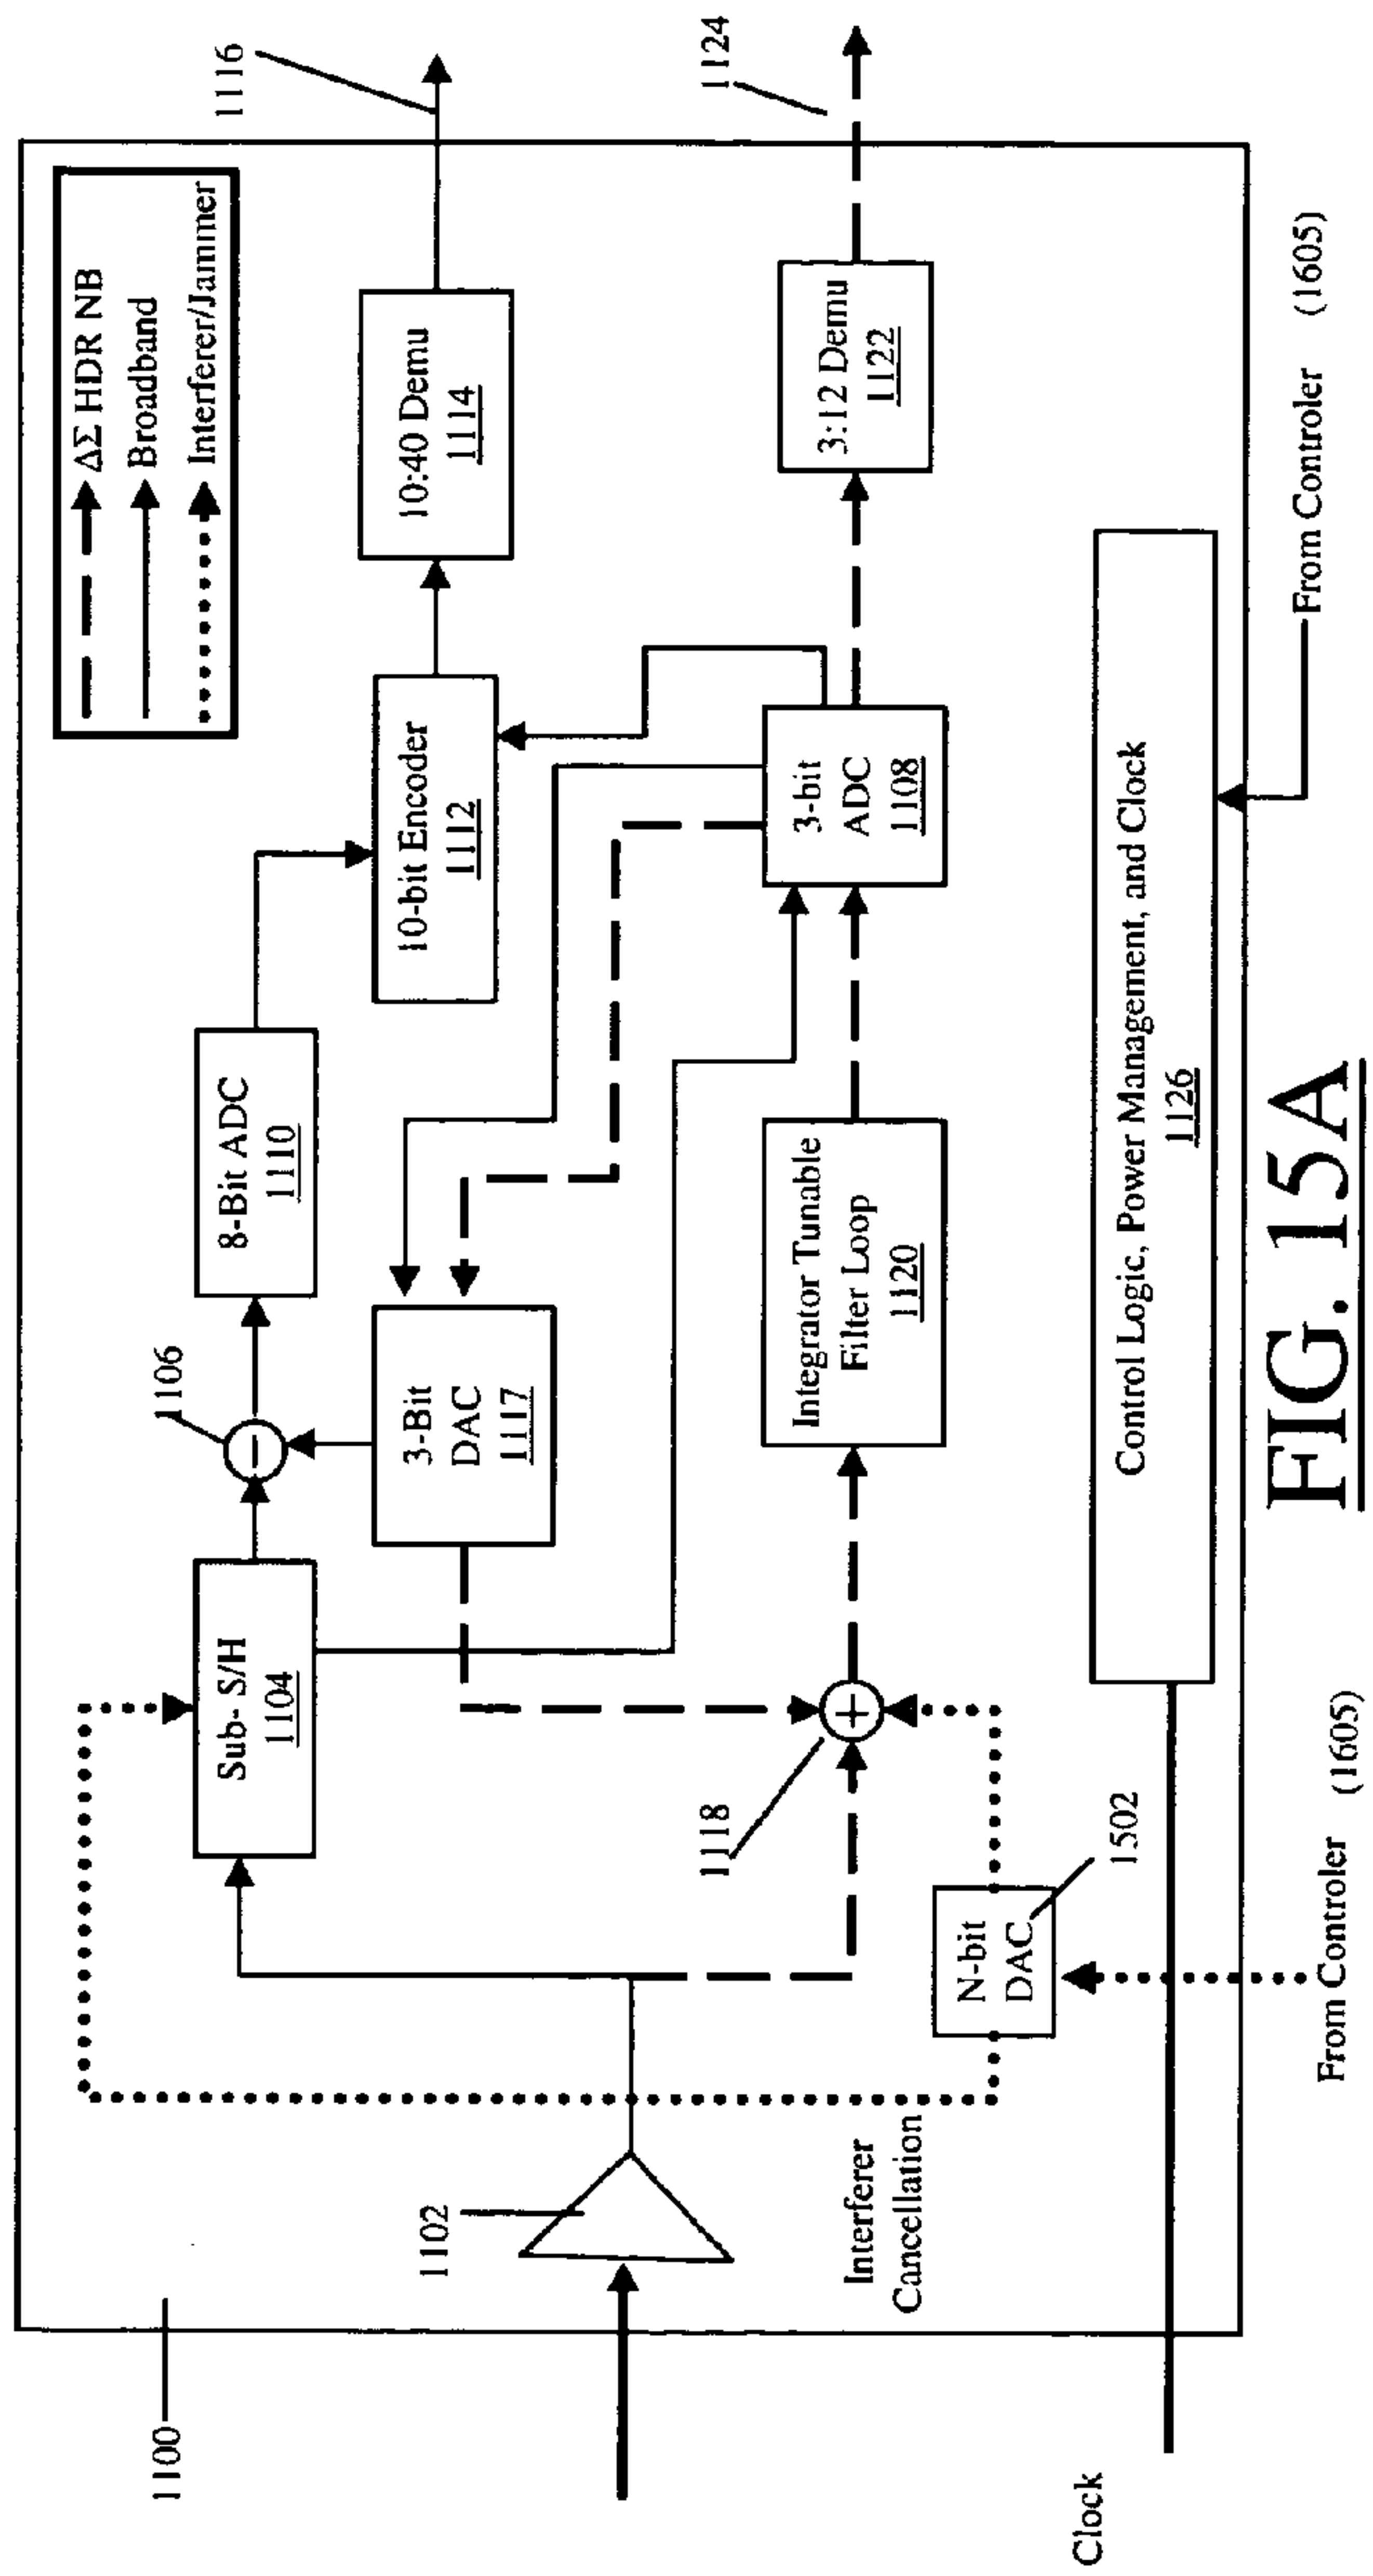 1100
1102
Interferer
Cancellation
Clock
Sub- S/H
1104
1106
8-Bit ADC
1110
3-Bit
DAC
1117
10-bit Encoder
1112
10:40 Demu
1114
1116
ΔΣ HDR NB
Broadband
Interferer/Jammer
1118
N-bit
DAC
1502
Integrator Tunable
Filter Loop
1120
3-bit
ADC
1108
3:12 Demu
1122
1124
Control Logic, Power Management, and Clock
1126
From Controler (1605)
From Controler (1605)
FIG. 15A